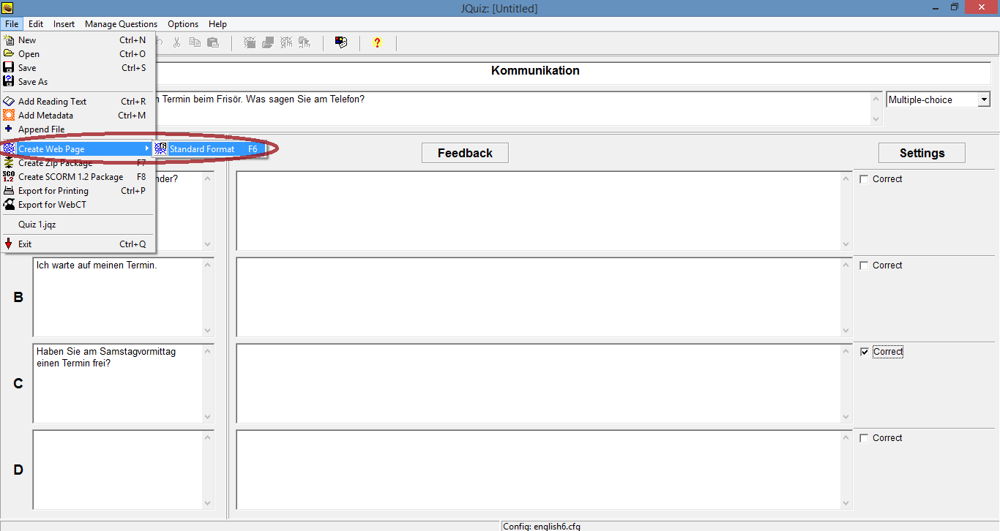 JQuiz: [Untitled]
File Edit Insert Manage Questions Options Help
New Ctrl+N
Open Ctrl+O
Save Ctrl+S
Save As
Add Reading Text Ctrl+R
Add Metadata Ctrl+M
Append File
Create Web Page
Standard Format F6
Create Zip Package F7
Create SCORM 1.2 Package F8
Export for Printing Ctrl+P
Export for WebCT
Quiz 1.jqz
Exit Ctrl+Q
Kommunikation
Termin beim Frisör. Was sagen Sie am Telefon?
Multiple-choice
Feedback
Settings
Correct
B
Ich warte auf meinen Termin.
Correct
C
Haben Sie am Samstagvormittag
einen Termin frei?
Correct
D
Correct
Config: english6.cfg